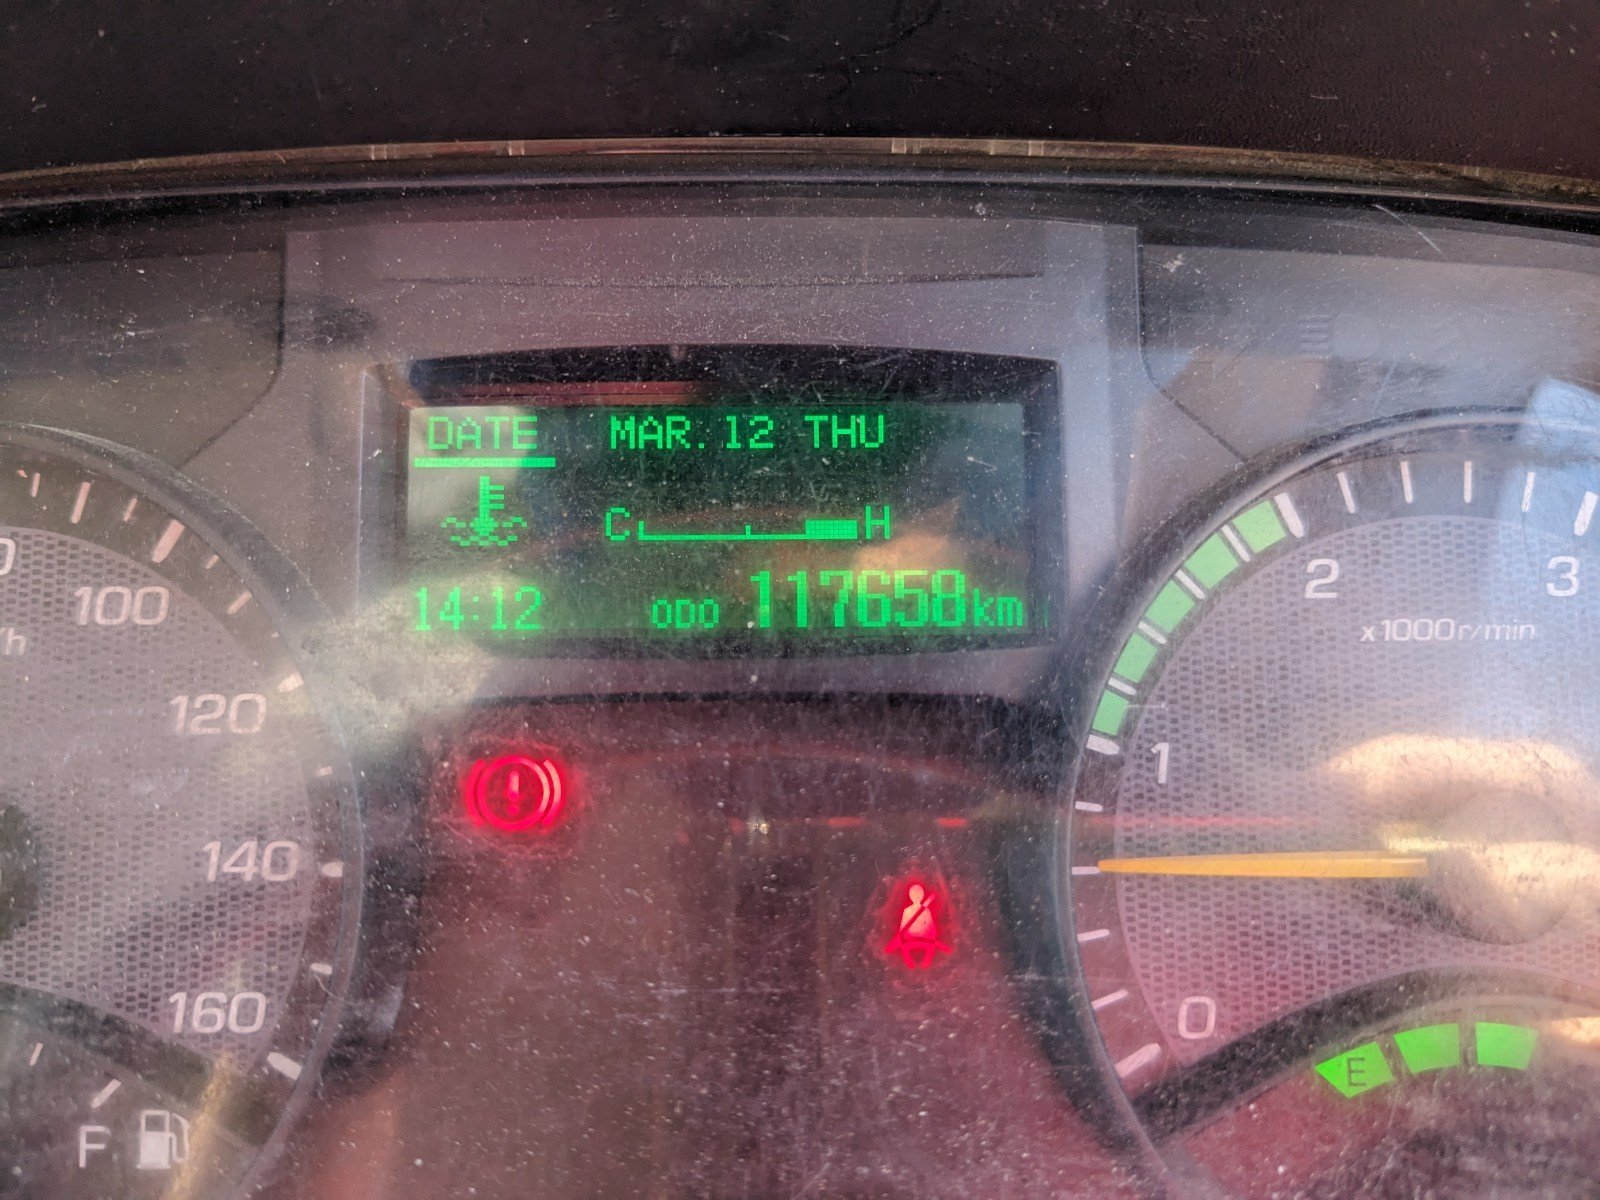 DATE MAR.12 THU
C H
14:12 ODO 117658km
100
120
140
160
F
0
1
2
3
x1000r/min
E